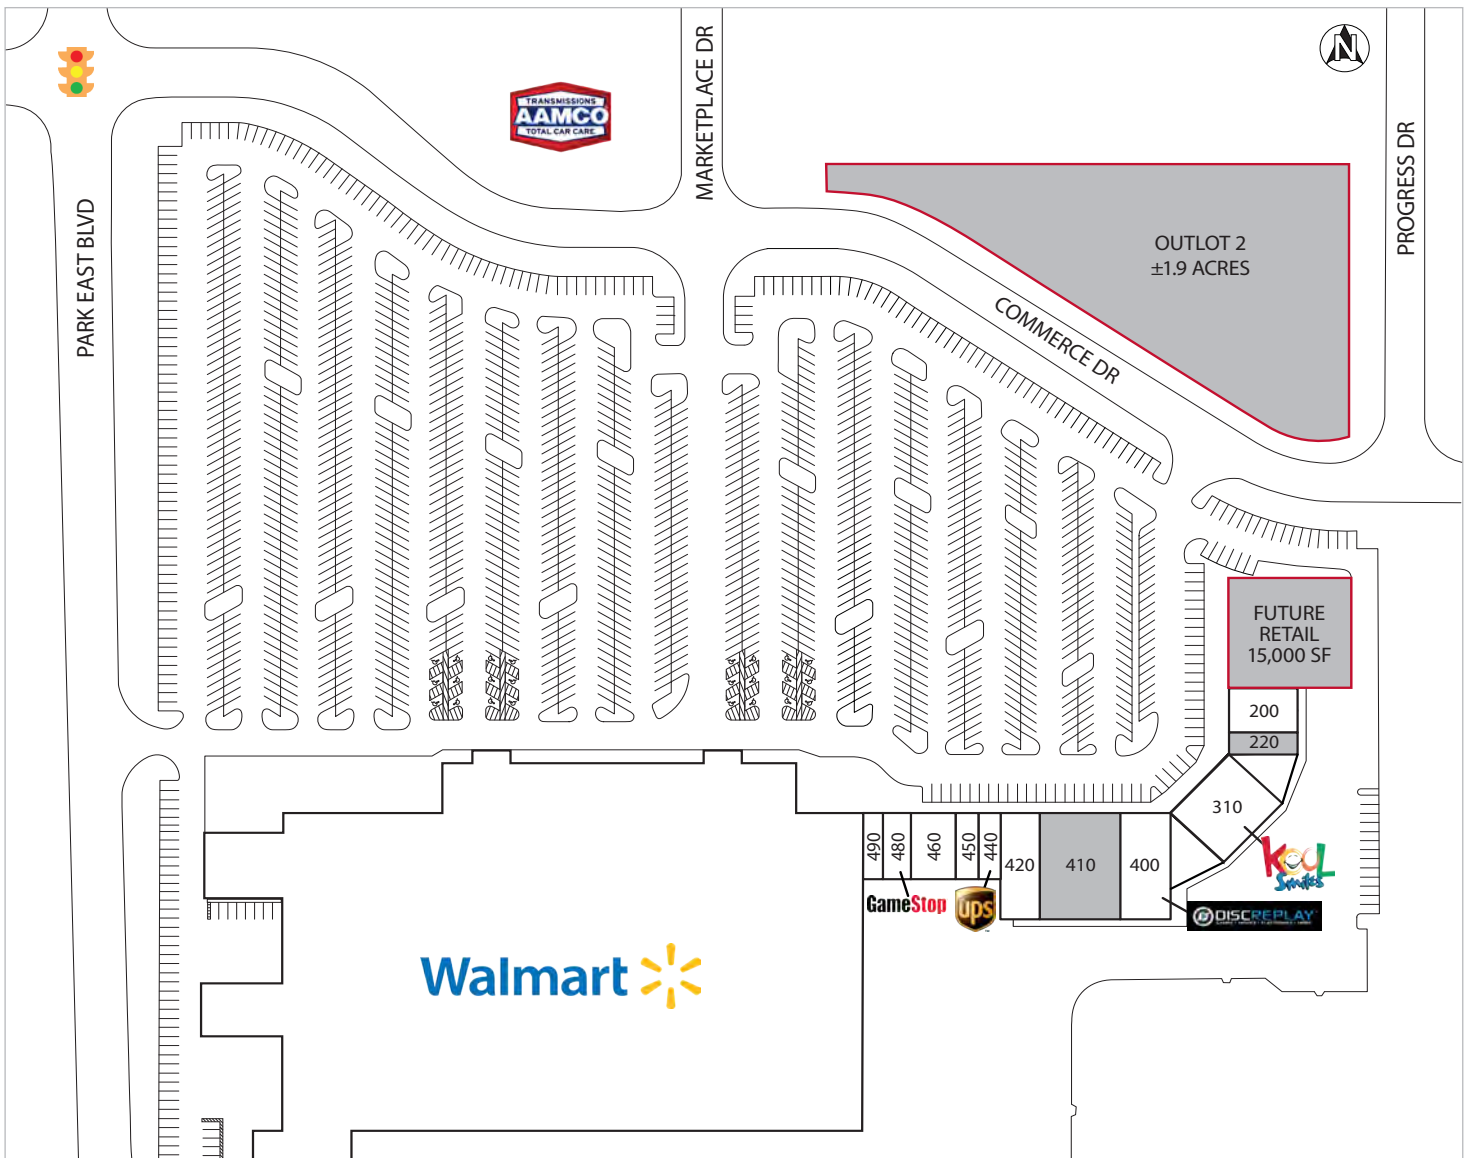 N
MARKETPLACE DR
TRANSMISSIONS
AAMCO
TOTAL CAR CARE
PROGRESS DR
PARK EAST BLVD
OUTLOT 2
±1.9 ACRES
COMMERCE DR
FUTURE
RETAIL
15,000 SF
200
220
310
490
480
460
450
440
420
410
400
KOOL
Smiles
GameStop
ups
DISCREPLAY
Walmart